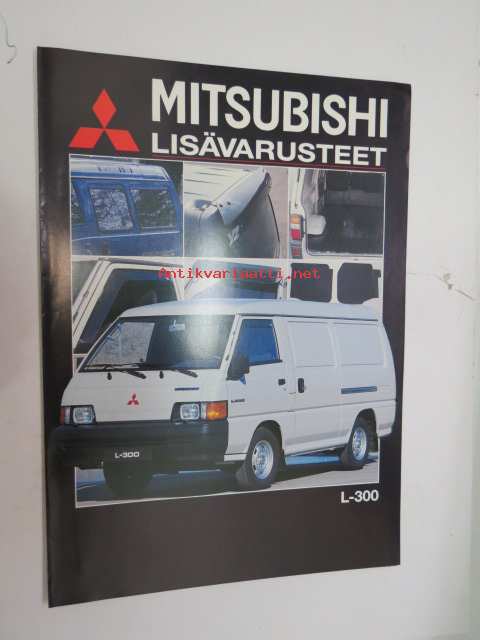 MITSUBISHI
LISÄVARUSTEET
Antikvariaatti.net
L-300
L-300